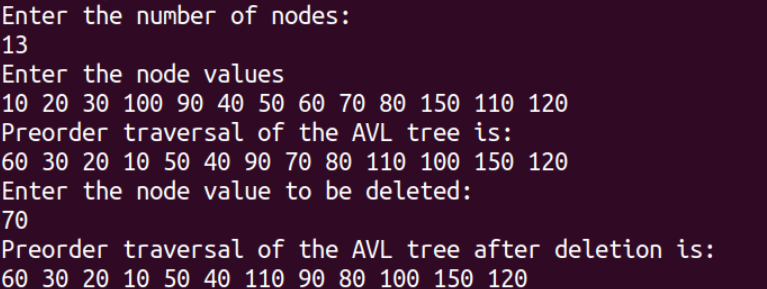 Enter the number of nodes:
13
Enter the node values
10 20 30 100 90 40 50 60 70 80 150 110 120
Preorder traversal of the AVL tree is:
60 30 20 10 50 40 90 70 80 110 100 150 120
Enter the node value to be deleted:
70
Preorder traversal of the AVL tree after deletion is:
60 30 20 10 50 40 110 90 80 100 150 120